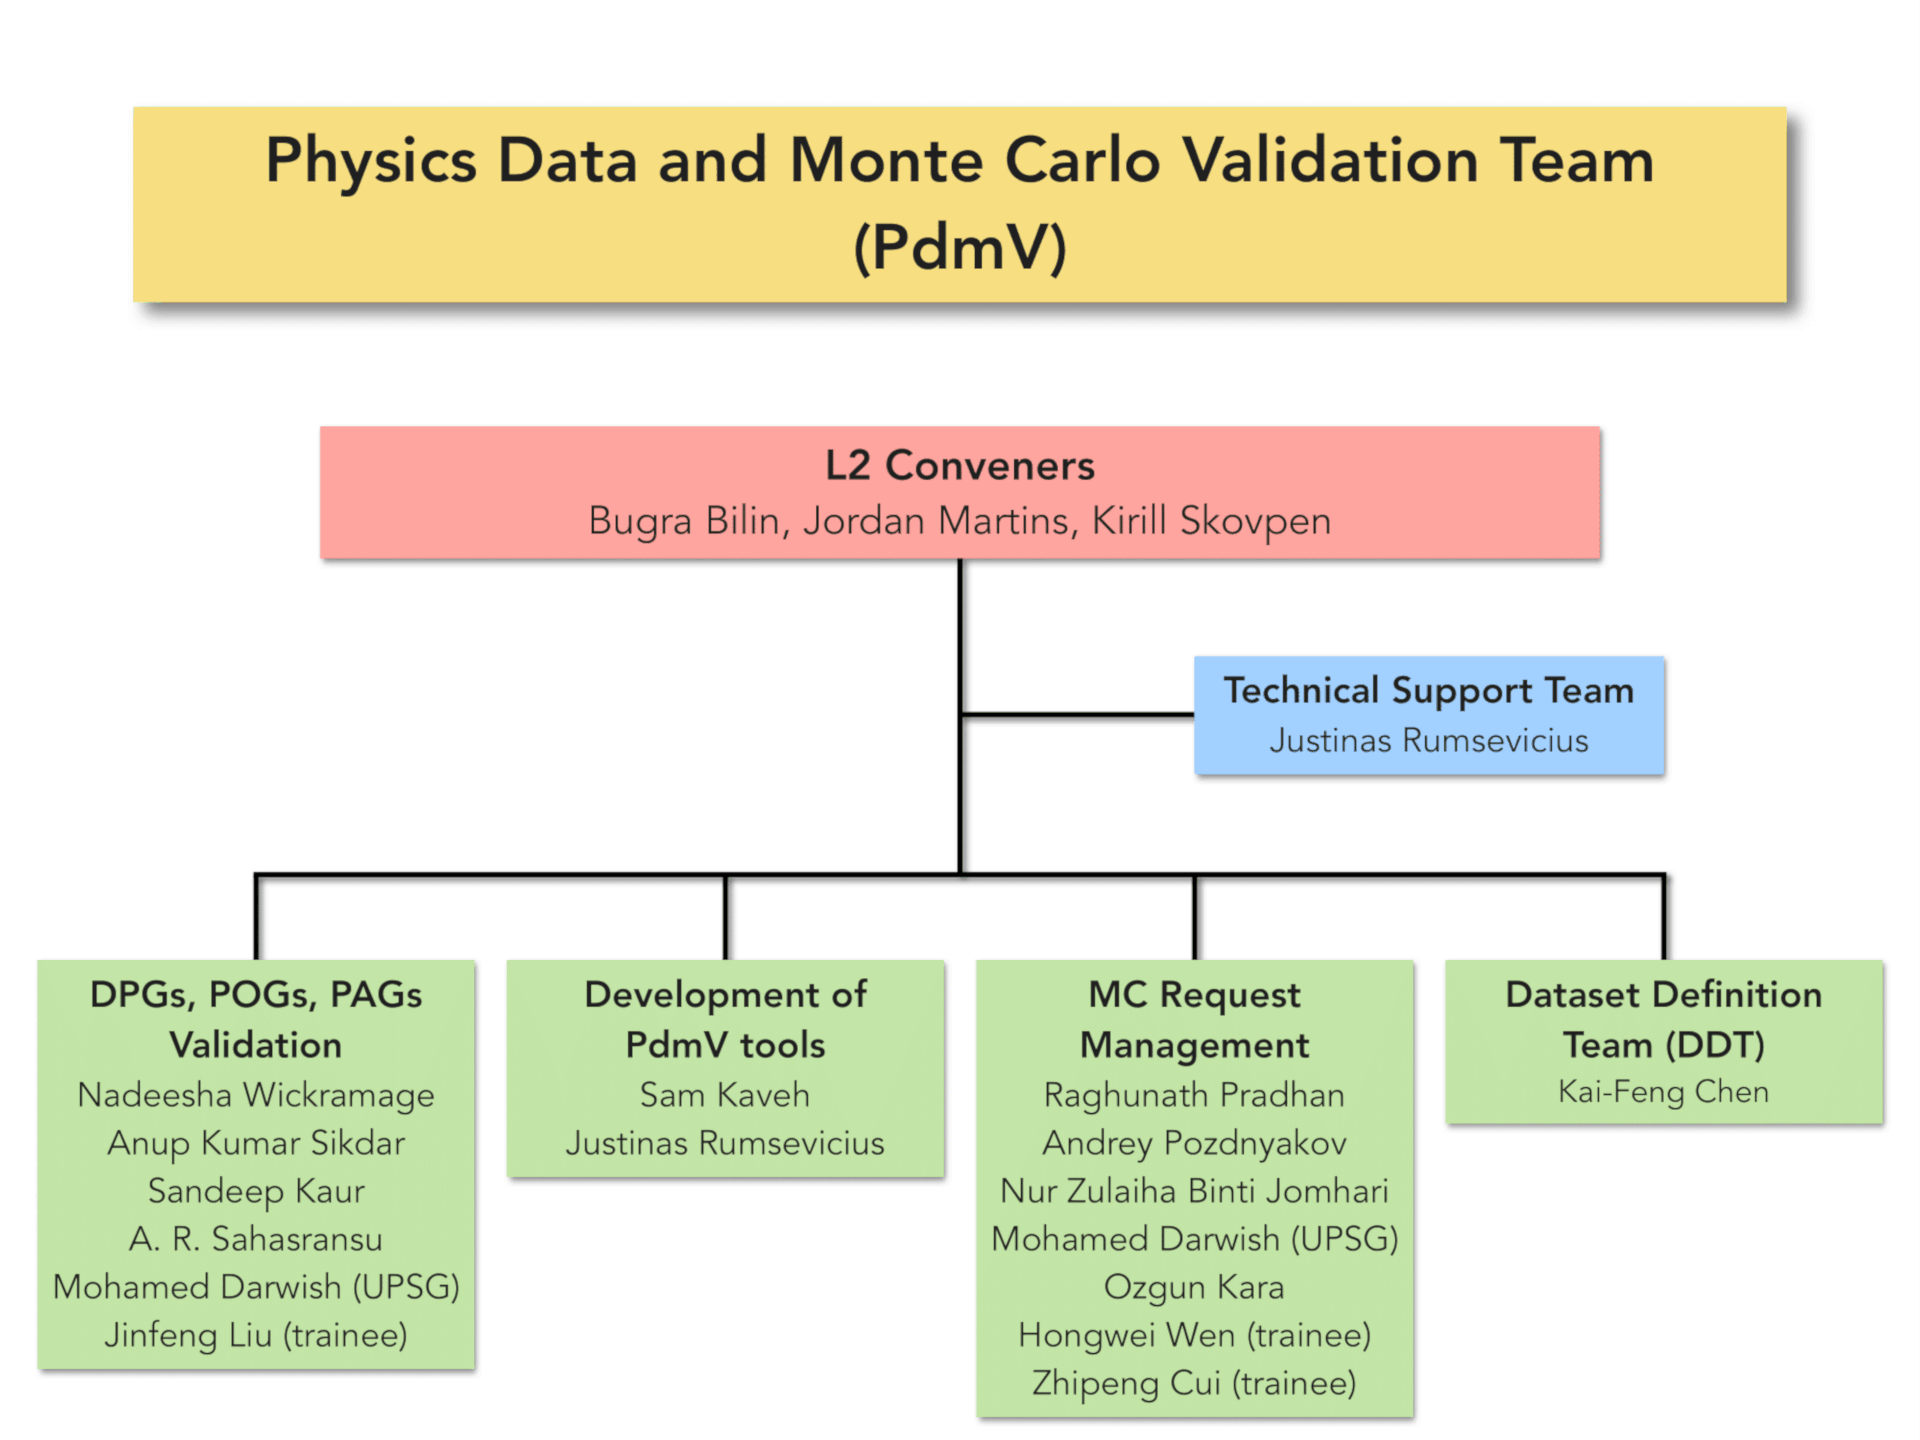 Physics Data and Monte Carlo Validation Team
(PdmV)
L2 Conveners
Bugra Bilin, Jordan Martins, Kirill Skovpen
Technical Support Team
Justinas Rumsevicius
DPGs, POGs, PAGs
Validation
Nadeesha Wickramage
Anup Kumar Sikdar
Sandeep Kaur
A. R. Sahasransu
Mohamed Darwish (UPSG)
Jinfeng Liu (trainee)
Development of
PdmV tools
Sam Kaveh
Justinas Rumsevicius
MC Request
Management
Raghunath Pradhan
Andrey Pozdnyakov
Nur Zulaiha Binti Jomhari
Mohamed Darwish (UPSG)
Ozgun Kara
Hongwei Wen (trainee)
Zhipeng Cui (trainee)
Dataset Definition
Team (DDT)
Kai-Feng Chen